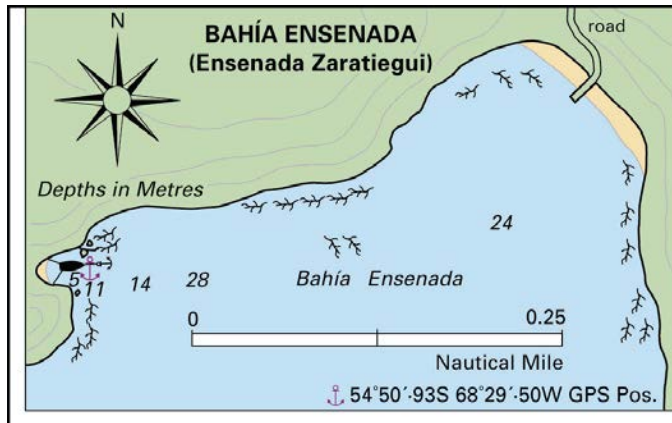 N
BAHÍA ENSENADA
(Ensenada Zaratiegui)
road
Depths in Metres
24
5 11 14 28 Bahía Ensenada
0 0.25
Nautical Mile
54°50´·93S 68°29´·50W GPS Pos.